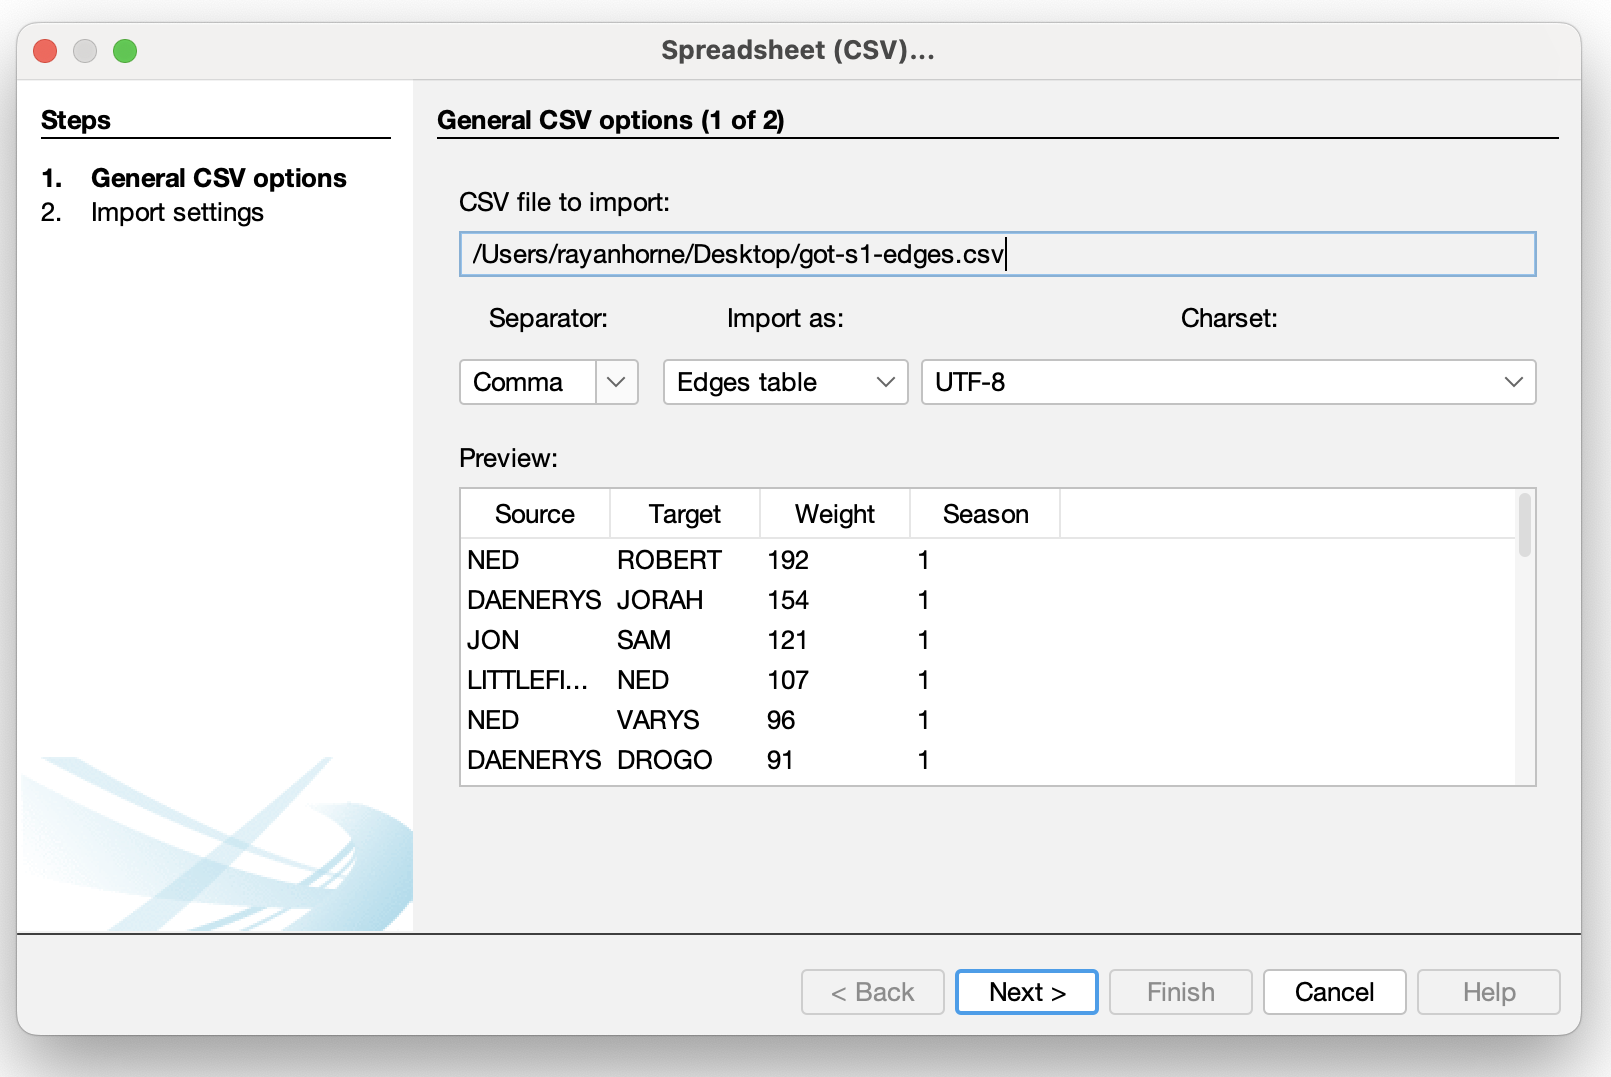 Spreadsheet (CSV)...
Steps
1. General CSV options
2. Import settings
General CSV options (1 of 2)
CSV file to import:
/Users/rayanhorne/Desktop/got-s1-edges.csv
Separator: Import as: Charset:
Comma Edges table UTF-8
Preview:
Source Target Weight Season
NED ROBERT 192 1
DAENERYS JORAH 154 1
JON SAM 121 1
LITTLEFI... NED 107 1
NED VARYS 96 1
DAENERYS DROGO 91 1
< Back Next > Finish Cancel Help